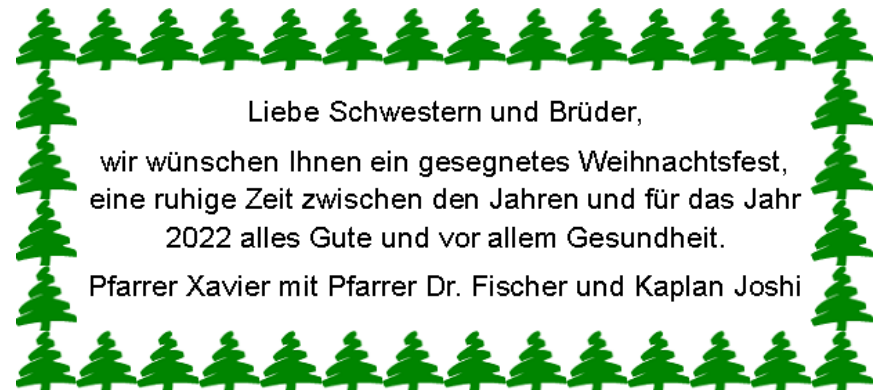 Liebe Schwestern und Brüder,
wir wünschen Ihnen ein gesegnetes Weihnachtsfest,
eine ruhige Zeit zwischen den Jahren und für das Jahr
2022 alles Gute und vor allem Gesundheit.
Pfarrer Xavier mit Pfarrer Dr. Fischer und Kaplan Joshi